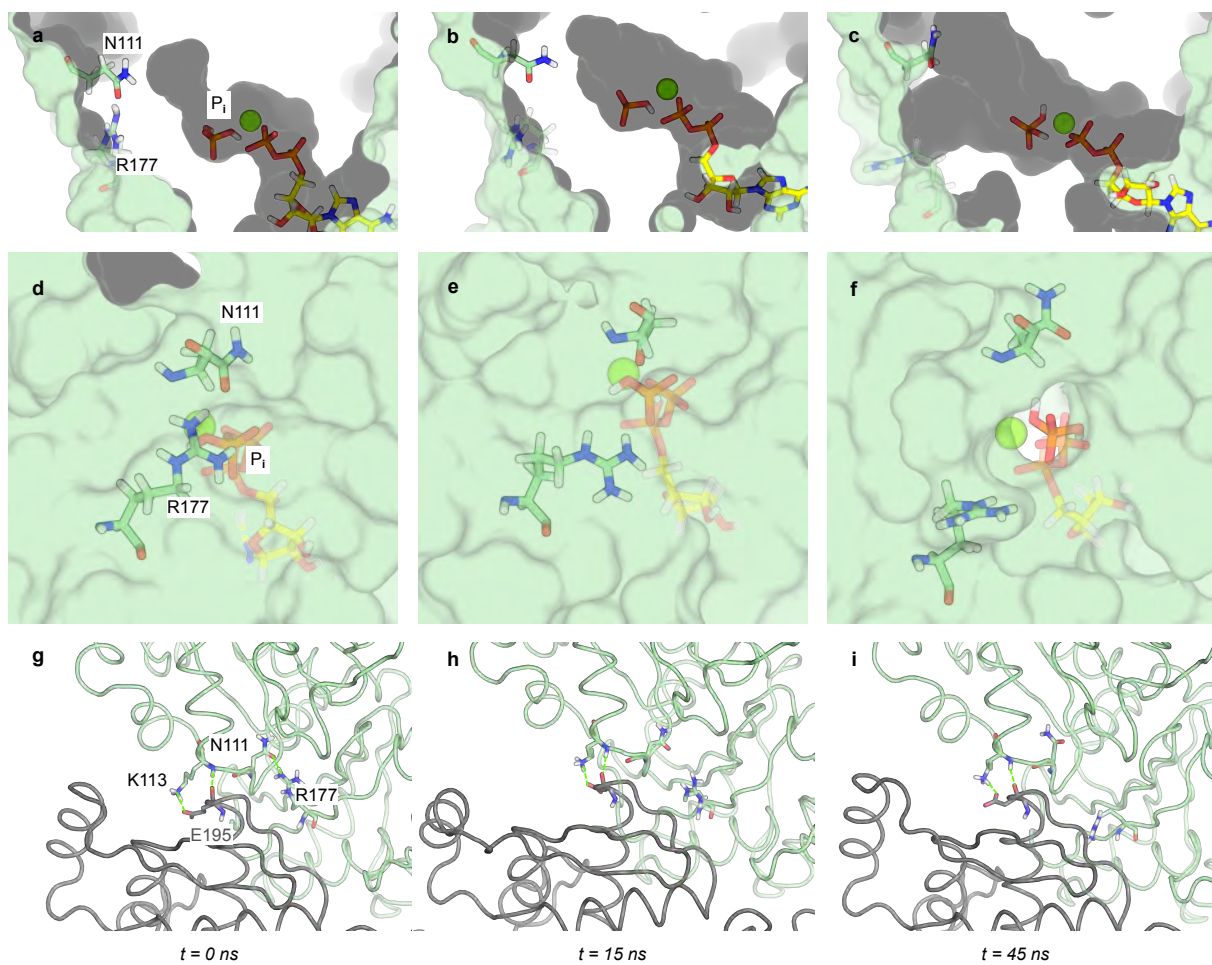 a
N111
Pi
R177
b
c
d
N111
Pi
R177
e
f
g
N111
K113
R177
E195
h
i
t = 0 ns
t = 15 ns
t = 45 ns